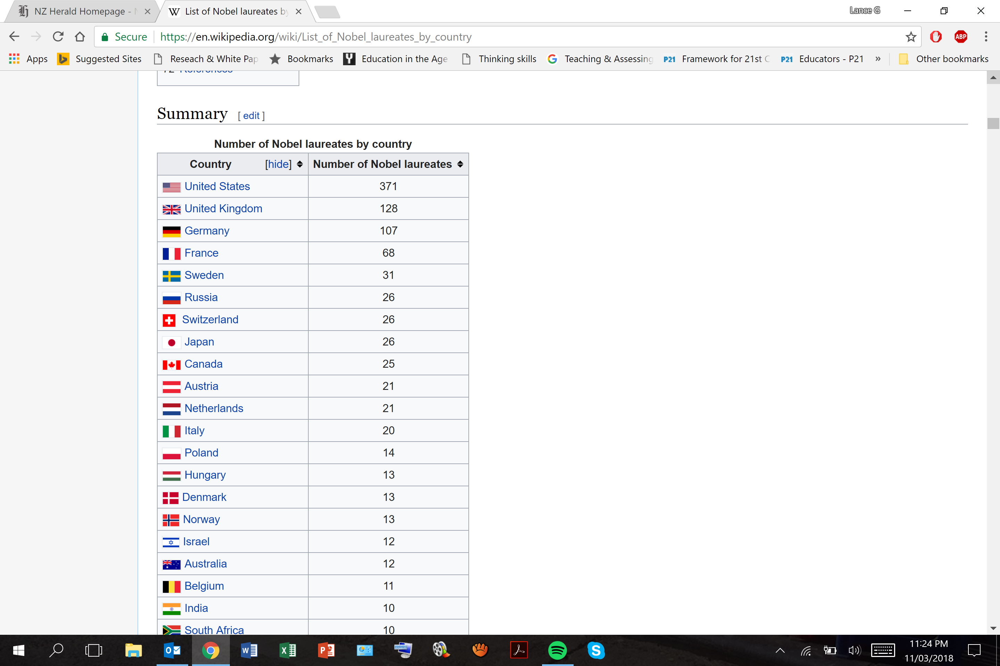 NZ Herald Homepage -
List of Nobel laureates by
Lance G
Secure https://en.wikipedia.org/wiki/List_of_Nobel_laureates_by_country
ABP
Apps Suggested Sites Reseach & White Pap Bookmarks Education in the Age Thinking skills Teaching & Assessing P21 Framework for 21st C P21 Educators - P21 » Other bookmarks
72 References
Summary [ edit ]
Number of Nobel laureates by country
Country [hide] Number of Nobel laureates
United States 371
United Kingdom 128
Germany 107
France 68
Sweden 31
Russia 26
Switzerland 26
Japan 26
Canada 25
Austria 21
Netherlands 21
Italy 20
Poland 14
Hungary 13
Denmark 13
Norway 13
Israel 12
Australia 12
Belgium 11
India 10
South Africa 10
11:24 PM
11/03/2018